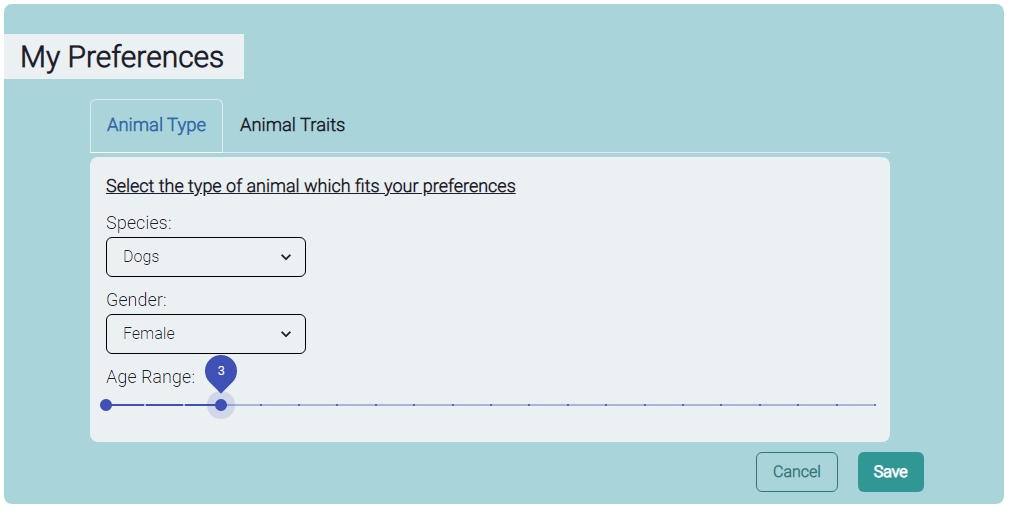 My Preferences
Animal Type Animal Traits
Select the type of animal which fits your preferences
Species:
Dogs
Gender:
Female
Age Range: 3
Cancel Save